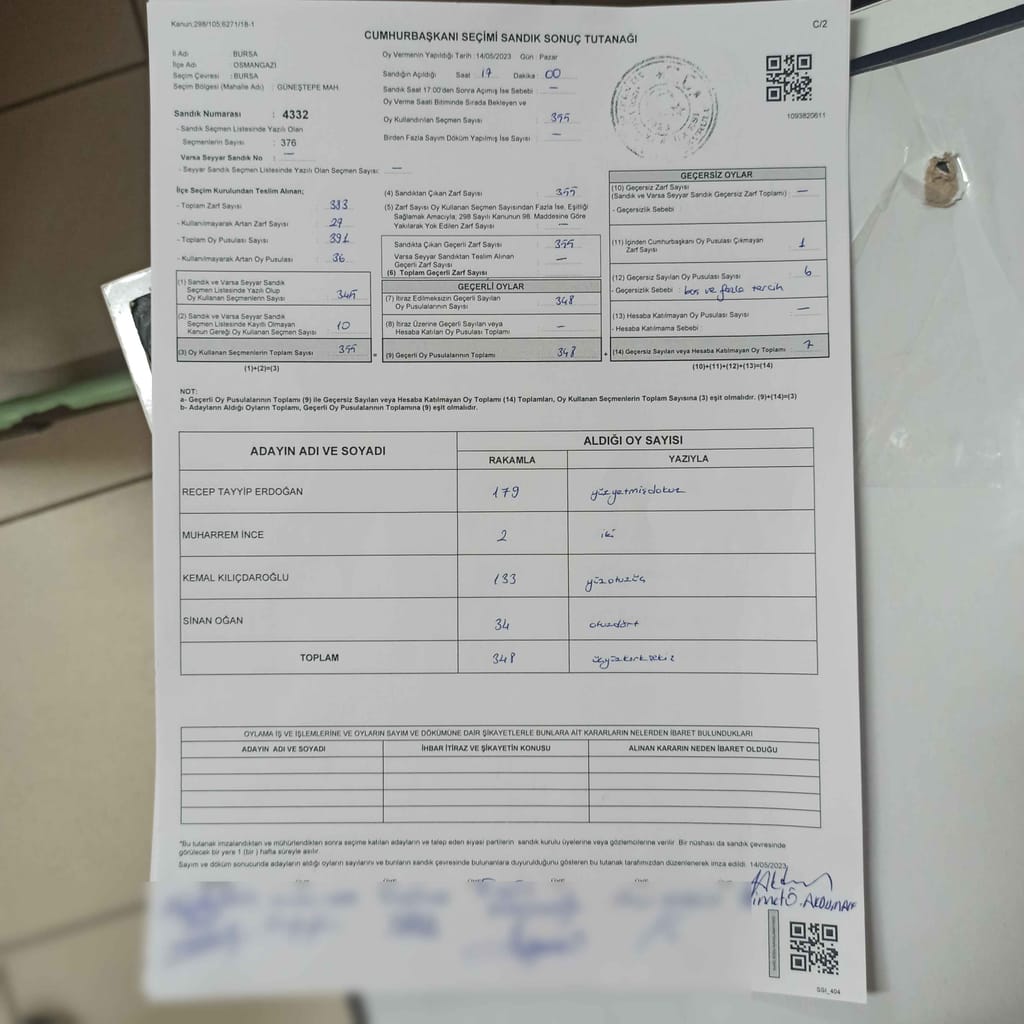 Kanun:298/105;6271/18-1
C/2
CUMHURBAŞKANI SEÇİMİ SANDIK SONUÇ TUTANAĞI
İl Adı : BURSA
İlçe Adı : OSMANGAZİ
Seçim Çevresi : BURSA
Seçim Bölgesi (Mahalle Adı) : GÜNEŞTEPE MAH.
Sandık Numarası : 4332
- Sandık Seçmen Listesinde Yazılı Olan
Seçmenlerin Sayısı : 376
Varsa Seyyar Sandık No : —
- Seyyar Sandık Seçmen Listesinde Yazılı Olan Seçmen Sayısı: —
Oy Vermenin Yapıldığı Tarih : 14/05/2023 Gün : Pazar
Sandığın Açıldığı Saat 17 Dakika 00
Sandık Saat 17:00'den Sonra Açımış İse Sebebi : —
Oy Verme Saati Bitiminde Sırada Bekleyen ve
Oy Kullandırılan Seçmen Sayısı : 355
Birden Fazla Sayım Döküm Yapılmış İse Sayısı : —
1093820611
İlçe Seçim Kurulundan Teslim Alınan;
- Toplam Zarf Sayısı : 383
- Kullanılmayarak Artan Zarf Sayısı : 29
- Toplam Oy Pusulası Sayısı : 391
- Kullanılmayarak Artan Oy Pusulası : 36
(1) Sandık ve Varsa Seyyar Sandık
Seçmen Listesinde Yazılı Olup
Oy Kullanan Seçmenlerin Sayısı : 345
(2) Sandık ve Varsa Seyyar Sandık
Seçmen Listesinde Kayıtlı Olmayan
Kanun Gereği Oy Kullanan Seçmen Sayısı : 10
(3) Oy Kullanan Seçmenlerin Toplam Sayısı : 355
(1)+(2)=(3)
(4) Sandıktan Çıkan Zarf Sayısı : 355
(5) Zarf Sayısı Oy Kullanan Seçmen Sayısından Fazla İse, Eşitliği
Sağlamak Amacıyla; 298 Sayılı Kanunun 98. Maddesine Göre
Yakılarak Yok Edilen Zarf Sayısı : —
Sandıkta Çıkan Geçerli Zarf Sayısı : 355
Varsa Seyyar Sandıktan Teslim Alınan
Geçerli Zarf Sayısı : —
(6) Toplam Geçerli Zarf Sayısı :
GEÇERLİ OYLAR
(7) İtiraz Edilmeksizin Geçerli Sayılan
Oy Pusulalarının Sayısı : 348
(8) İtiraz Üzerine Geçerli Sayılan veya
Hesaba Katılan Oy Pusulası Toplamı : —
(9) Geçerli Oy Pusulalarının Toplamı : 348
GEÇERSİZ OYLAR
(10) Geçersiz Zarf Sayısı
(Sandık ve Varsa Seyyar Sandık Geçersiz Zarf Toplamı) : —
- Geçersizlik Sebebi :
(11) İçinden Cumhurbaşkanı Oy Pusulası Çıkmayan
Zarf Sayısı : 1
(12) Geçersiz Sayılan Oy Pusulası Sayısı : 6
- Geçersizlik Sebebi : boş ve fazla tercih
(13) Hesaba Katılmayan Oy Pusulası Sayısı : —
- Hesaba Katılmama Sebebi :
(14) Geçersiz Sayılan veya Hesaba Katılmayan Oy Toplamı : 7
(10)+(11)+(12)+(13)=(14)
NOT:
a- Geçerli Oy Pusulalarının Toplamı (9) ile Geçersiz Sayılan veya Hesaba Katılmayan Oy Toplamı (14) Toplamları, Oy Kullanan Seçmenlerin Toplam Sayısına (3) eşit olmalıdır. (9)+(14)=(3)
b- Adayların Aldığı Oyların Toplamı, Geçerli Oy Pusulalarının Toplamına (9) eşit olmalıdır.
ADAYIN ADI VE SOYADI
ALDIĞI OY SAYISI
RAKAMLA YAZIYLA
RECEP TAYYİP ERDOĞAN 179 yüzyetmişdokuz
MUHARREM İNCE 2 iki
KEMAL KILIÇDAROĞLU 133 yüzotuzüç
SİNAN OĞAN 34 otuzdört
TOPLAM 348 üçyüzkırksekiz
OYLAMA İŞ VE İŞLEMLERİNE VE OYLARIN SAYIM VE DÖKÜMÜNE DAİR ŞİKAYETLERLE BUNLARA AİT KARARLARIN NELERDEN İBARET BULUNDUKLARI
ADAYIN ADI VE SOYADI İHBAR İTİRAZ VE ŞİKAYETİN KONUSU ALINAN KARARIN NEDEN İBARET OLDUĞU
"Bu tutanak imzalandıktan ve mühürlendikten sonra seçime katılan adayların ve talep eden siyasi partilerin sandık kurulu üyelerine veya gözlemcilerine verilir. Bir nüshası da sandık çevresinde
görülecek bir yere 1 (bir ) hafta süreyle asılır.
Sayım ve döküm sonucunda adayların aldığı oyların sayılarını ve bunların sandık çevresinde bulunanlara duyurulduğunu gösteren bu tutanak tarafımızdan düzenlenerek imza edildi. 14/05/2023
SSI_404